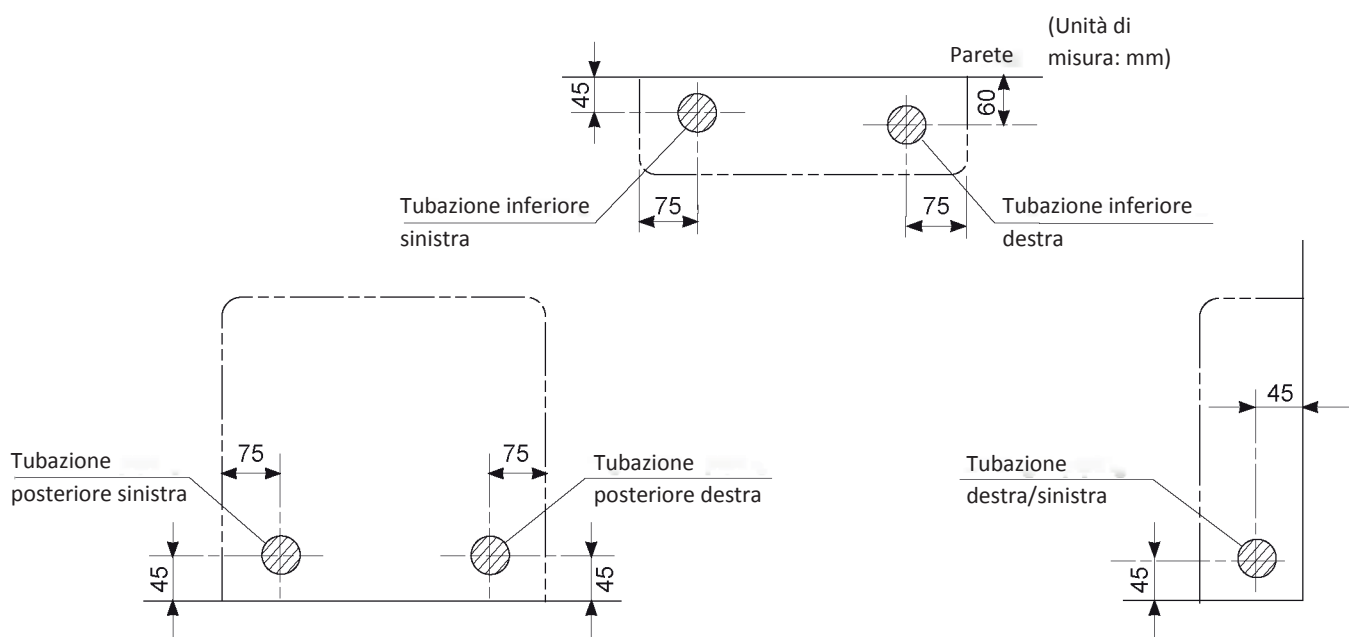 (Unità di
Parete
misura: mm)
45
60
Tubazione inferiore
sinistra
75
75
Tubazione inferiore
destra
45
75
75
Tubazione
posteriore sinistra
Tubazione
posteriore destra
Tubazione
destra/sinistra
45
45
45